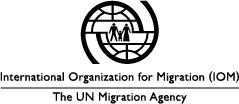 International Organization for Migration (IOM)
The UN Migration Agency